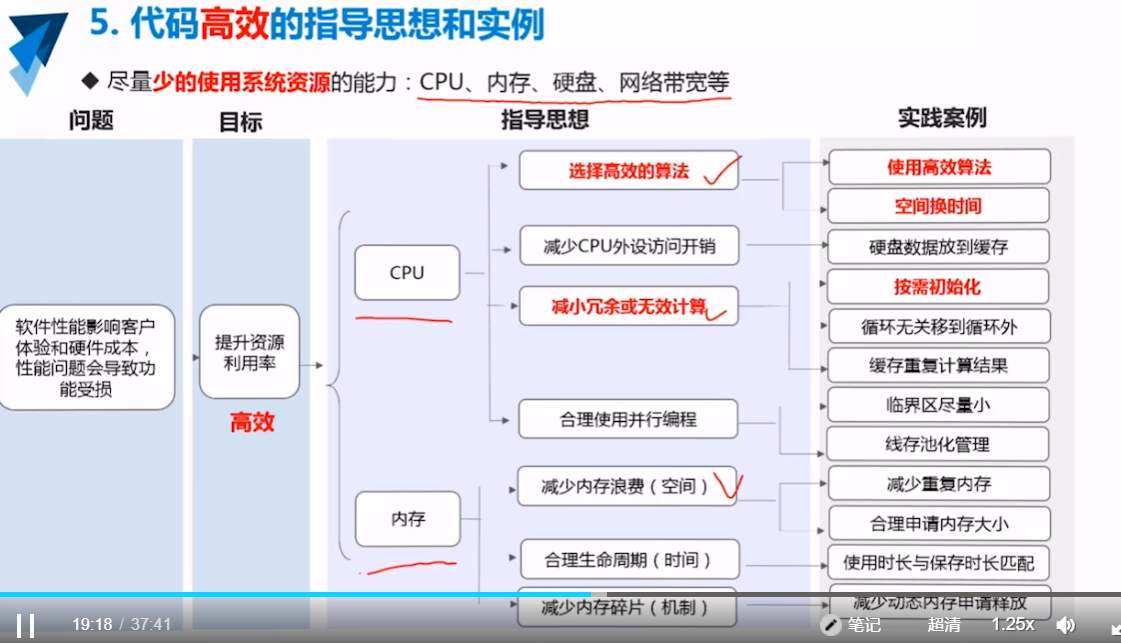 5. 代码高效的指导思想和实例
◆ 尽量少的使用系统资源的能力：CPU、内存、硬盘、网络带宽等
问题
目标
指导思想
实践案例
软件性能影响客户
体验和硬件成本，
性能问题会导致功
能受损
提升资源
利用率
高效
CPU
选择高效的算法
使用高效算法
空间换时间
减少CPU外设访问开销
硬盘数据放到缓存
减小冗余或无效计算
按需初始化
循环无关移到循环外
缓存重复计算结果
合理使用并行编程
临界区尽量小
线存池化管理
内存
减少内存浪费（空间）
减少重复内存
合理申请内存大小
合理生命周期（时间）
使用时长与保存时长匹配
减少内存碎片（机制）
减少动态内存申请释放
19:18 / 37:41
笔记
超清
1.25x